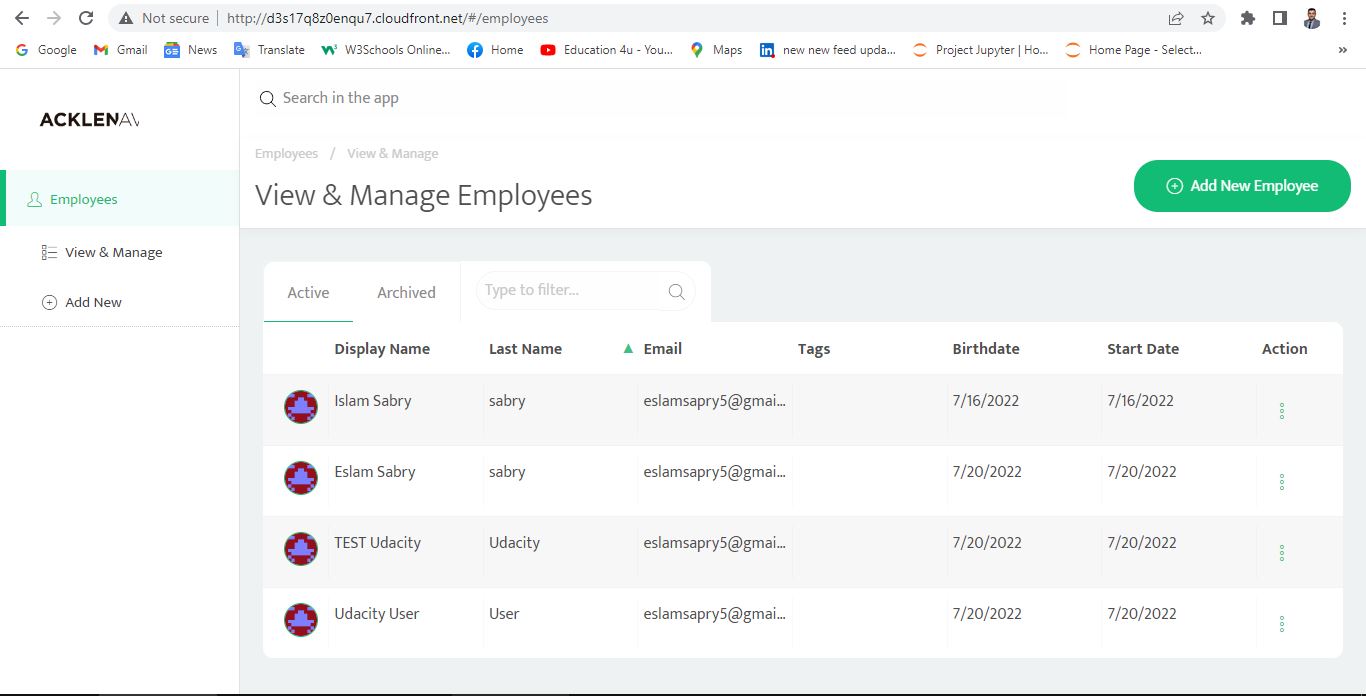 Not secure | http://d3s17q8z0enqu7.cloudfront.net/#/employees
Google Gmail News Translate W3Schools Online... Home Education 4u - You... Maps new new feed upda... Project Jupyter | Ho... Home Page - Select... »
ACKLENAV
Search in the app
Employees / View & Manage
View & Manage Employees
Add New Employee
Employees
View & Manage
Add New
Active Archived Type to filter...
Display Name Last Name ▲ Email Tags Birthdate Start Date Action
Islam Sabry sabry eslamsapry5@gmai... 7/16/2022 7/16/2022
Eslam Sabry sabry eslamsapry5@gmai... 7/20/2022 7/20/2022
TEST Udacity Udacity eslamsapry5@gmai... 7/20/2022 7/20/2022
Udacity User User eslamsapry5@gmai... 7/20/2022 7/20/2022